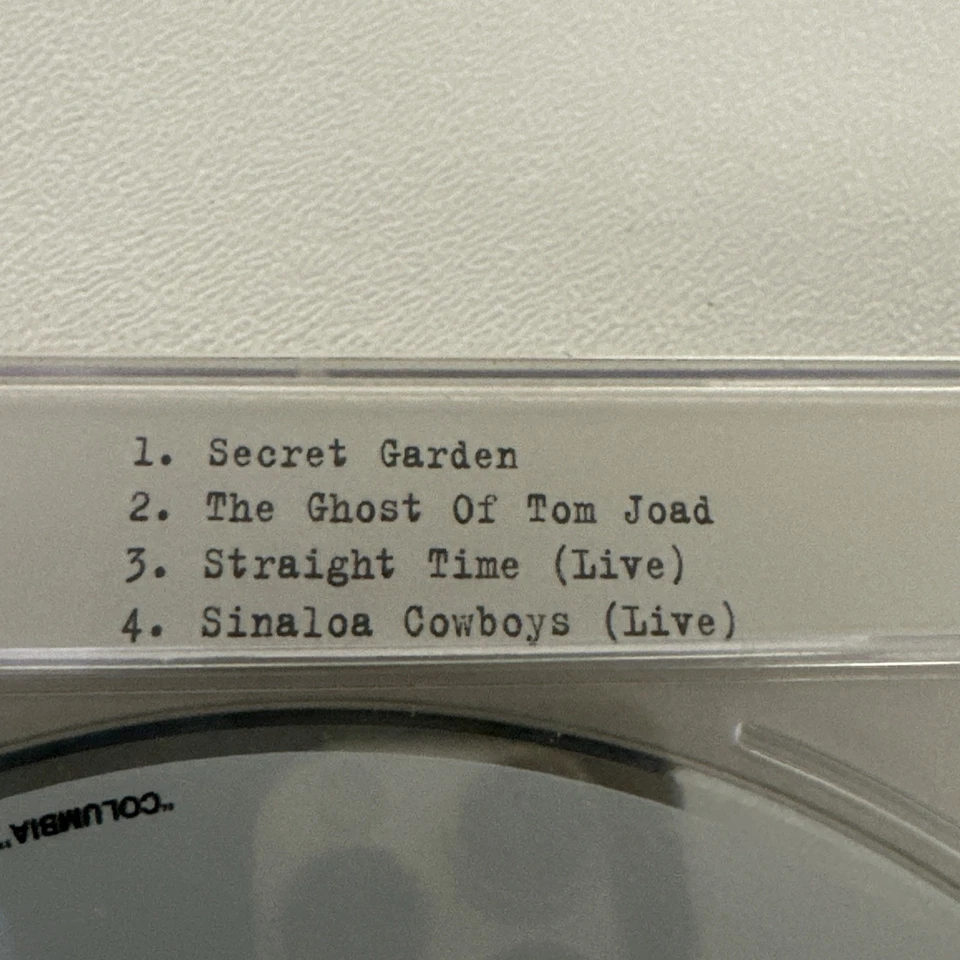 1. Secret Garden
2. The Ghost Of Tom Joad
3. Straight Time (Live)
4. Sinaloa Cowboys (Live)
"COLUMBIA"